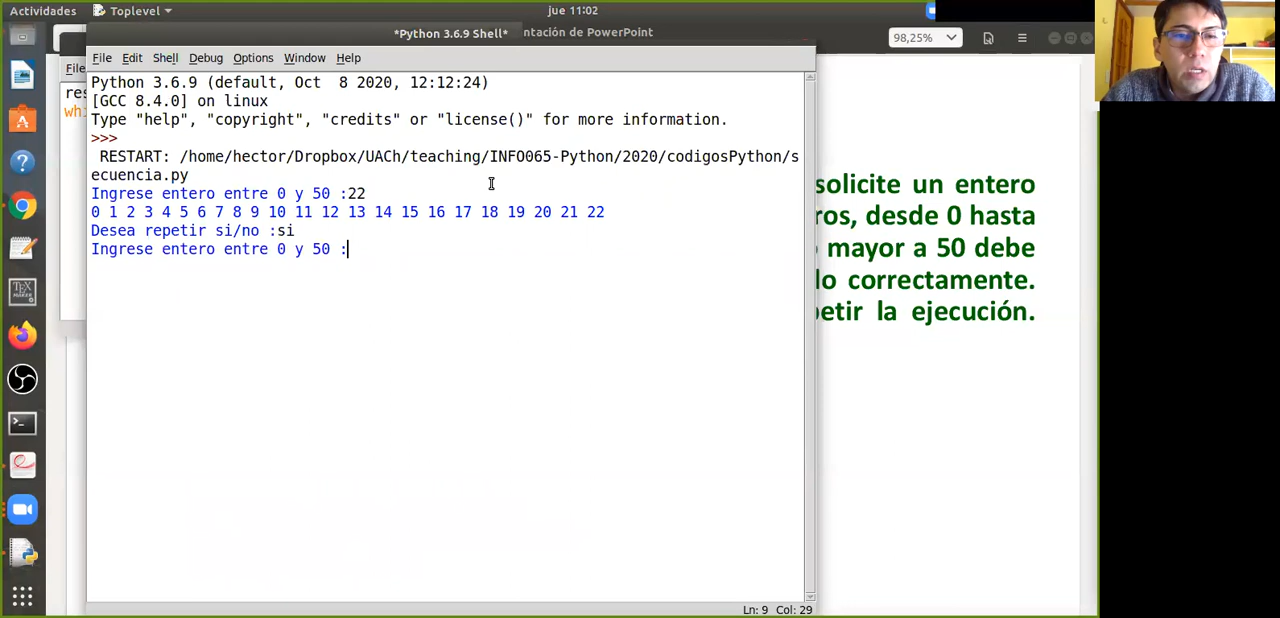 Actividades
Toplevel
jue 11:02
*Python 3.6.9 Shell*
ntación de PowerPoint
98,25%
File Edit Shell Debug Options Window Help
File
Python 3.6.9 (default, Oct  8 2020, 12:12:24)
[GCC 8.4.0] on linux
Type "help", "copyright", "credits" or "license()" for more information.
>>>
RESTART: /home/hector/Dropbox/UACh/teaching/INFO065-Python/2020/codigosPython/s
ecuencia.py
Ingrese entero entre 0 y 50 :22
0 1 2 3 4 5 6 7 8 9 10 11 12 13 14 15 16 17 18 19 20 21 22
Desea repetir si/no :si
Ingrese entero entre 0 y 50 :
res
whi
solicite un entero
ros, desde 0 hasta
mayor a 50 debe
lo correctamente.
petir la ejecución.
TEX
Ln: 9 Col: 29